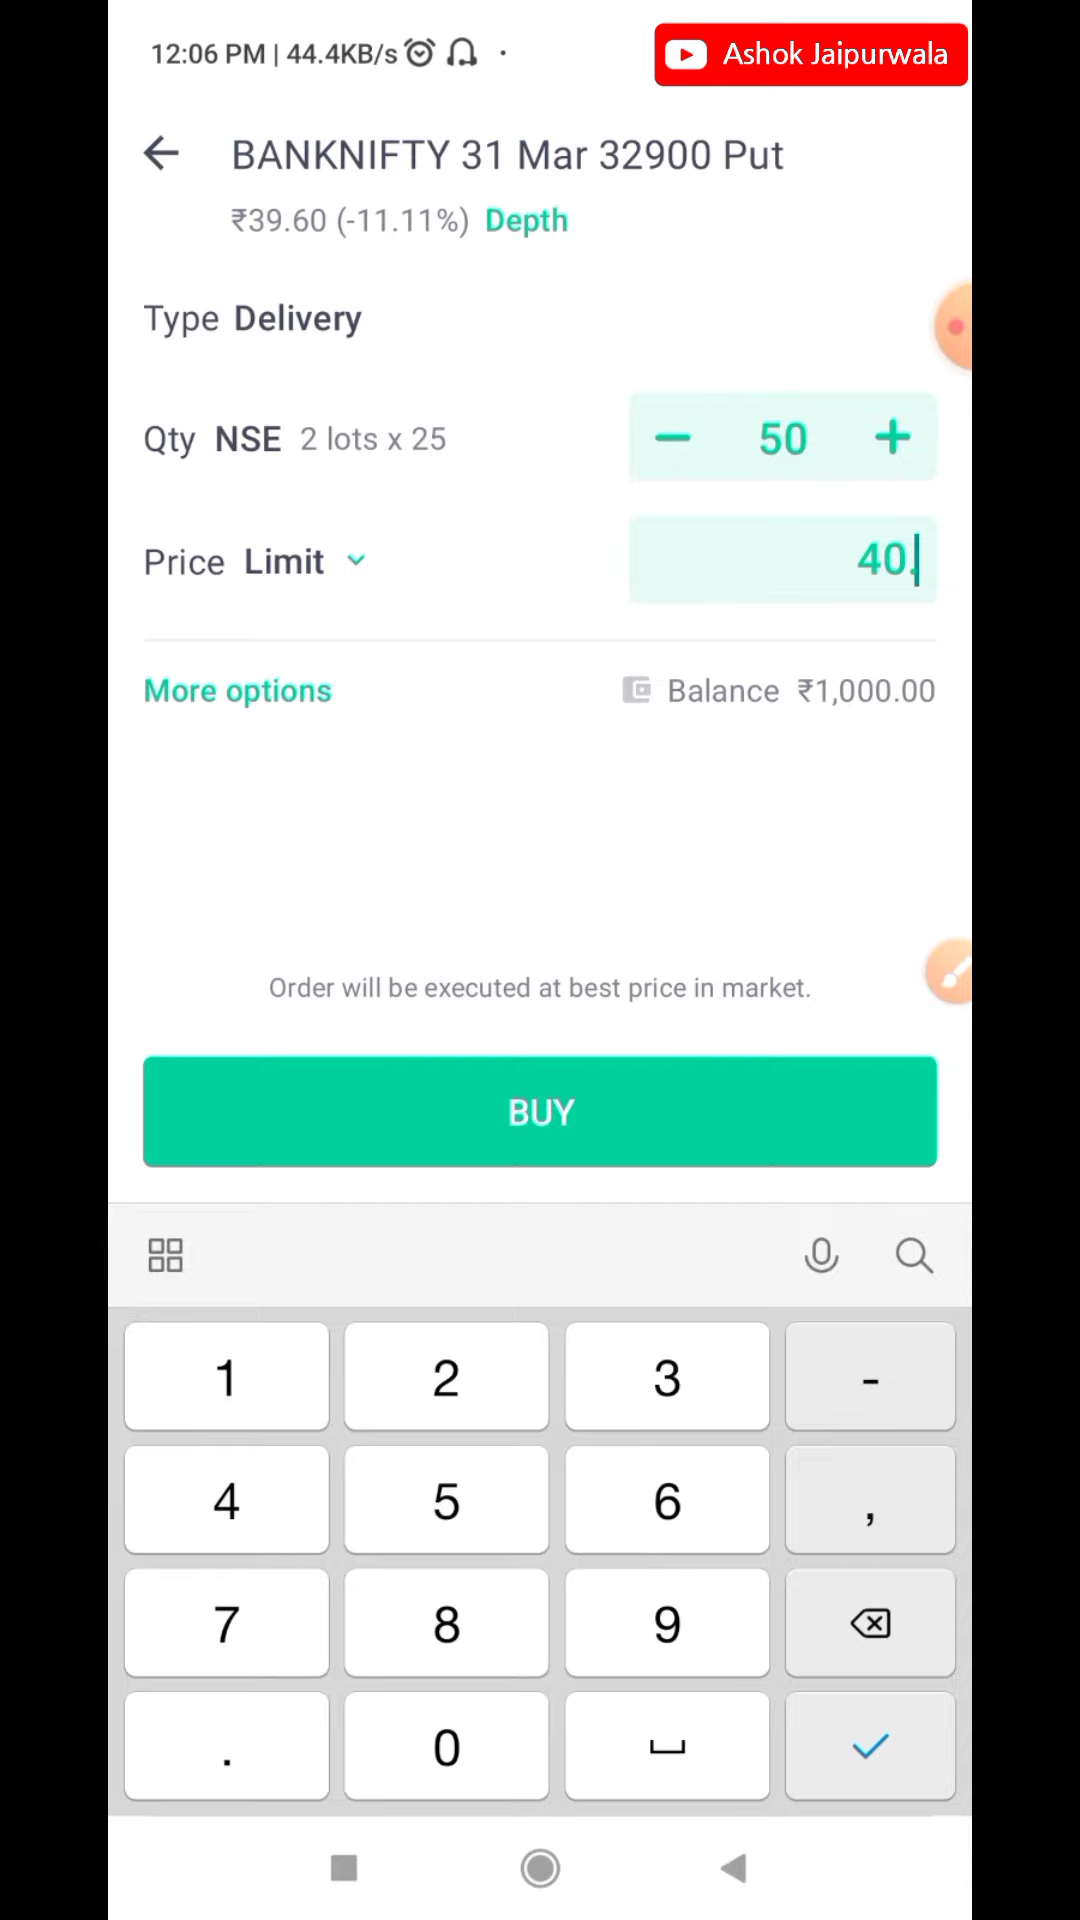 12:06 PM | 44.4KB/s
Ashok Jaipurwala
BANKNIFTY 31 Mar 32900 Put
₹39.60 (-11.11%) Depth
Type Delivery
Qty NSE 2 lots x 25
50
Price Limit
40.
More options
Balance ₹1,000.00
Order will be executed at best price in market.
BUY
1 2 3 -
4 5 6 ,
7 8 9
. 0